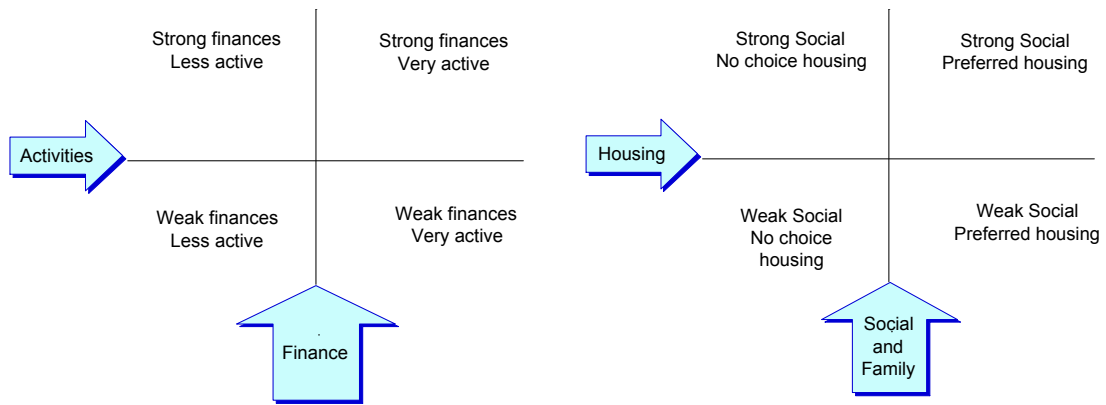 Strong finances
Less active
Strong finances
Very active
Activities
Weak finances
Less active
Weak finances
Very active
Finance
Strong Social
No choice housing
Strong Social
Preferred housing
Housing
Weak Social
No choice
housing
Weak Social
Preferred housing
Social
and
Family